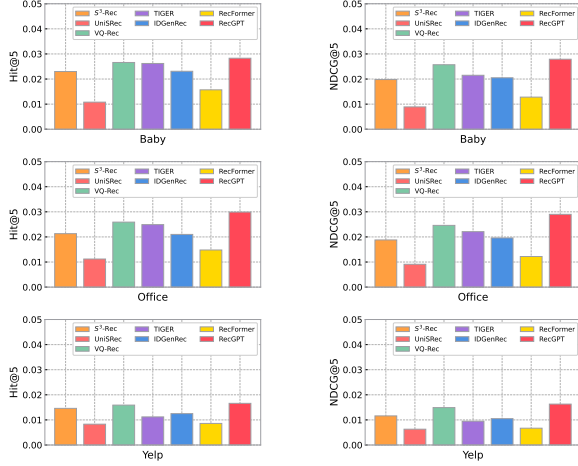 0.05
0.04
0.03
0.02
0.01
0.00
Hit@5
S³-Rec
UniSRec
VQ-Rec
TIGER
IDGenRec
RecFormer
RecGPT
Baby
0.05
0.04
0.03
0.02
0.01
0.00
NDCG@5
S³-Rec
UniSRec
VQ-Rec
TIGER
IDGenRec
RecFormer
RecGPT
Baby
0.05
0.04
0.03
0.02
0.01
0.00
Hit@5
S³-Rec
UniSRec
VQ-Rec
TIGER
IDGenRec
RecFormer
RecGPT
Office
0.05
0.04
0.03
0.02
0.01
0.00
NDCG@5
S³-Rec
UniSRec
VQ-Rec
TIGER
IDGenRec
RecFormer
RecGPT
Office
0.05
0.04
0.03
0.02
0.01
0.00
Hit@5
S³-Rec
UniSRec
VQ-Rec
TIGER
IDGenRec
RecFormer
RecGPT
Yelp
0.05
0.04
0.03
0.02
0.01
0.00
NDCG@5
S³-Rec
UniSRec
VQ-Rec
TIGER
IDGenRec
RecFormer
RecGPT
Yelp